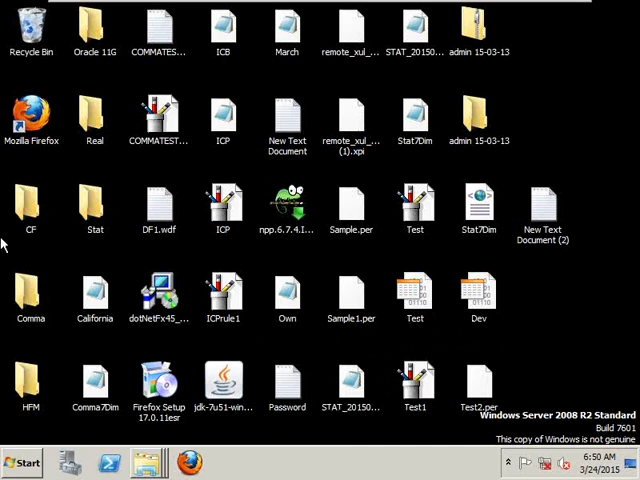 Recycle Bin
Oracle 11G
COMMATES...
ICB
March
remote_xul_...
STAT_20150...
admin 15-03-13
Mozilla Firefox
Real
COMMATEST...
ICP
New Text
Document
remote_xul_...
(1).xpi
Stat7Dim
admin 15-03-13
CF
Stat
DF1.wdf
ICP
npp.6.7.4.I...
Sample.per
Test
Stat7Dim
New Text
Document (2)
Comma
California
dotNetFx45_...
ICPrule1
Own
Sample1.per
Test
Dev
HFM
Comma7Dim
Firefox Setup
17.0.11esr
jdk-7u51-win...
Password
STAT_20150...
Test1
Test2.per
Windows Server 2008 R2 Standard
Build 7601
This copy of Windows is not genuine
Start
6:50 AM
3/24/2015